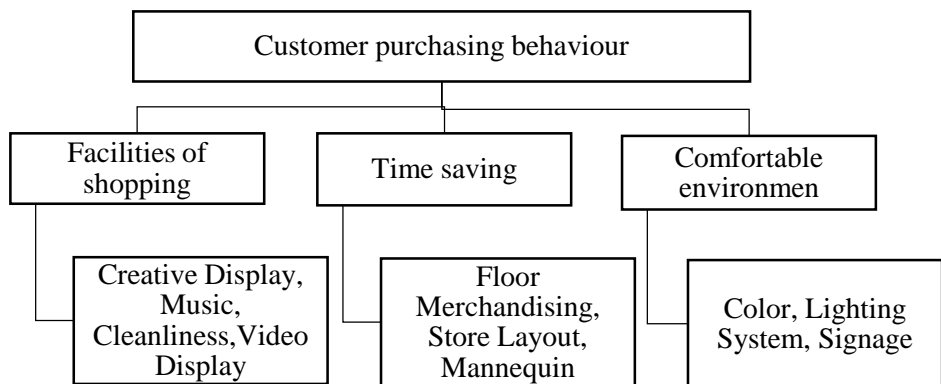 Customer purchasing behaviour
Facilities of
shopping
Time saving
Comfortable
environmen
Creative Display,
Music,
Cleanliness,Video
Display
Floor
Merchandising,
Store Layout,
Mannequin
Color, Lighting
System, Signage